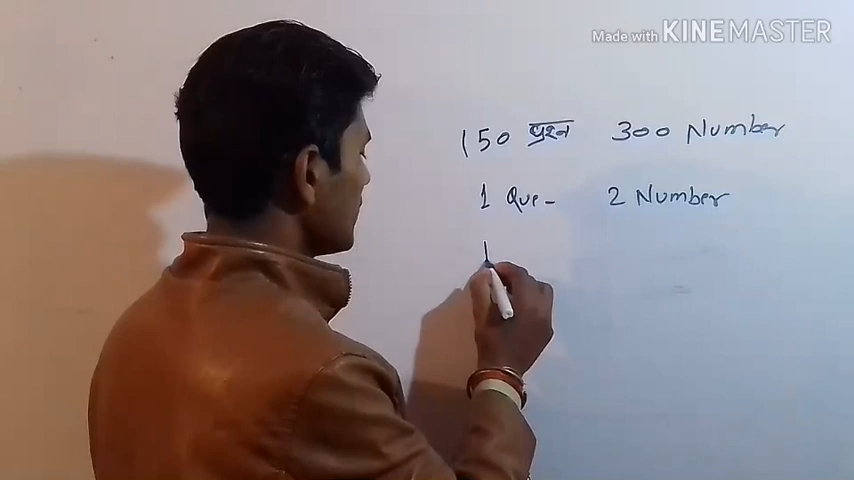 Made with KINEMASTER
150 प्रश्न 300 Number
1 Que- 2 Number